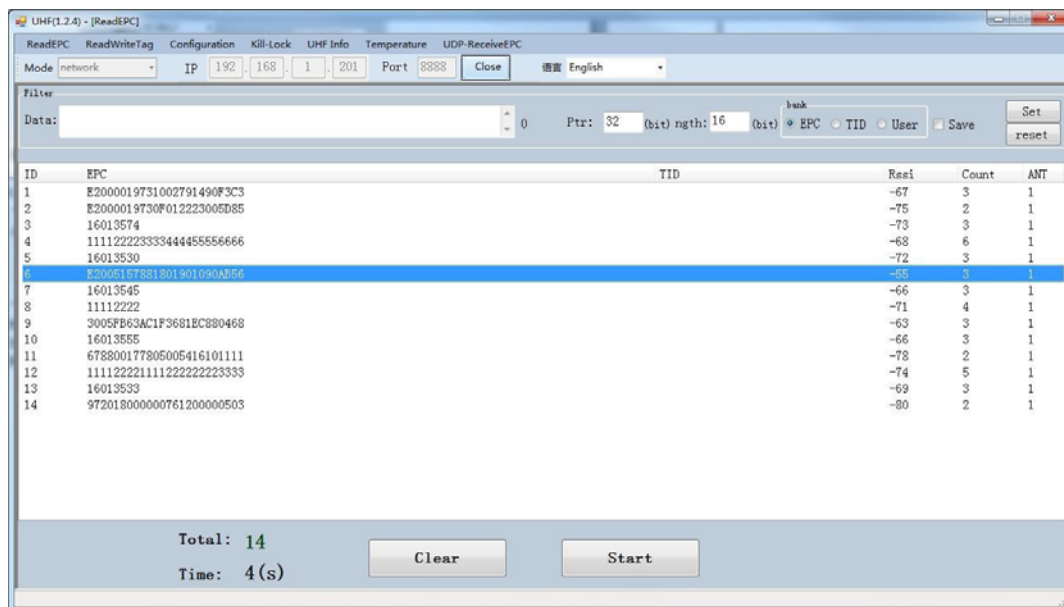 UHF(1.2.4) - [ReadEPC]
ReadEPC ReadWriteTag Configuration Kill-Lock UHF Info Temperature UDP-ReceiveEPC
Mode network IP 192 . 168 . 1 . 201 Port 8888 Close 语言 English
Filter
bank
Data: 0 Ptr: 32 (bit) ngth: 16 (bit) EPC TID User Save Set
reset
ID EPC TID Rssi Count ANT
1 E2000019731002791490F3C3 -67 3 1
2 E2000019730F012223005D85 -75 2 1
3 16013574 -73 3 1
4 111122223333444455556666 -68 6 1
5 16013530 -72 3 1
6 E2005157881801901090AB56 -55 3 1
7 16013545 -66 3 1
8 11112222 -71 4 1
9 3005FB63AC1F3681EC880468 -63 3 1
10 16013555 -66 3 1
11 678800177805005416101111 -78 2 1
12 111122221111222222223333 -74 5 1
13 16013533 -69 3 1
14 972018000000761200000503 -80 2 1
Total: 14
Clear Start
Time: 4(s)